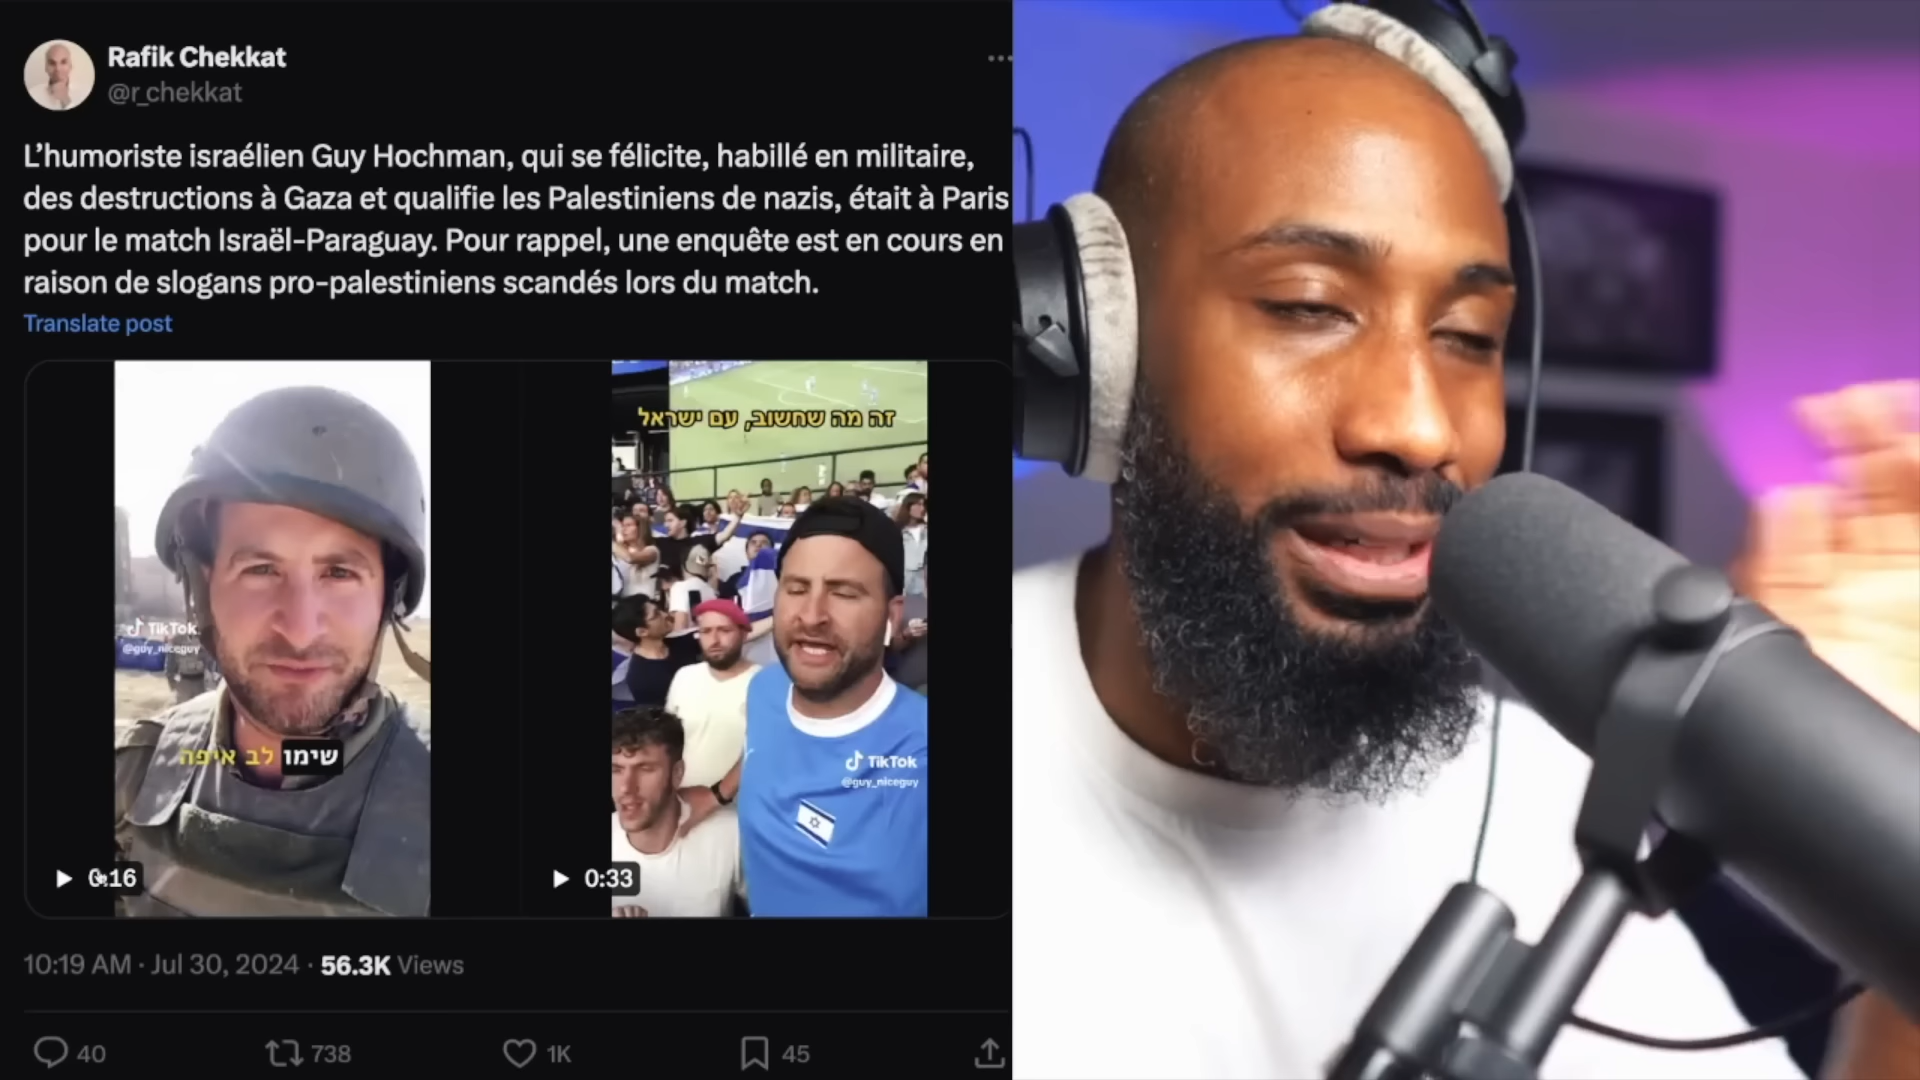 Rafik Chekkat
@r_chekkat
L’humoriste israélien Guy Hochman, qui se félicite, habillé en militaire,
des destructions à Gaza et qualifie les Palestiniens de nazis, était à Paris
pour le match Israël-Paraguay. Pour rappel, une enquête est en cours en
raison de slogans pro-palestiniens scandés lors du match.
Translate post
זה מה שחשוב, עם ישראל
TikTok
@guy_niceguy
שימו לב איפה
0:16
TikTok
@guy_niceguy
0:33
10:19 AM · Jul 30, 2024 · 56.3K Views
40 738 1K 45